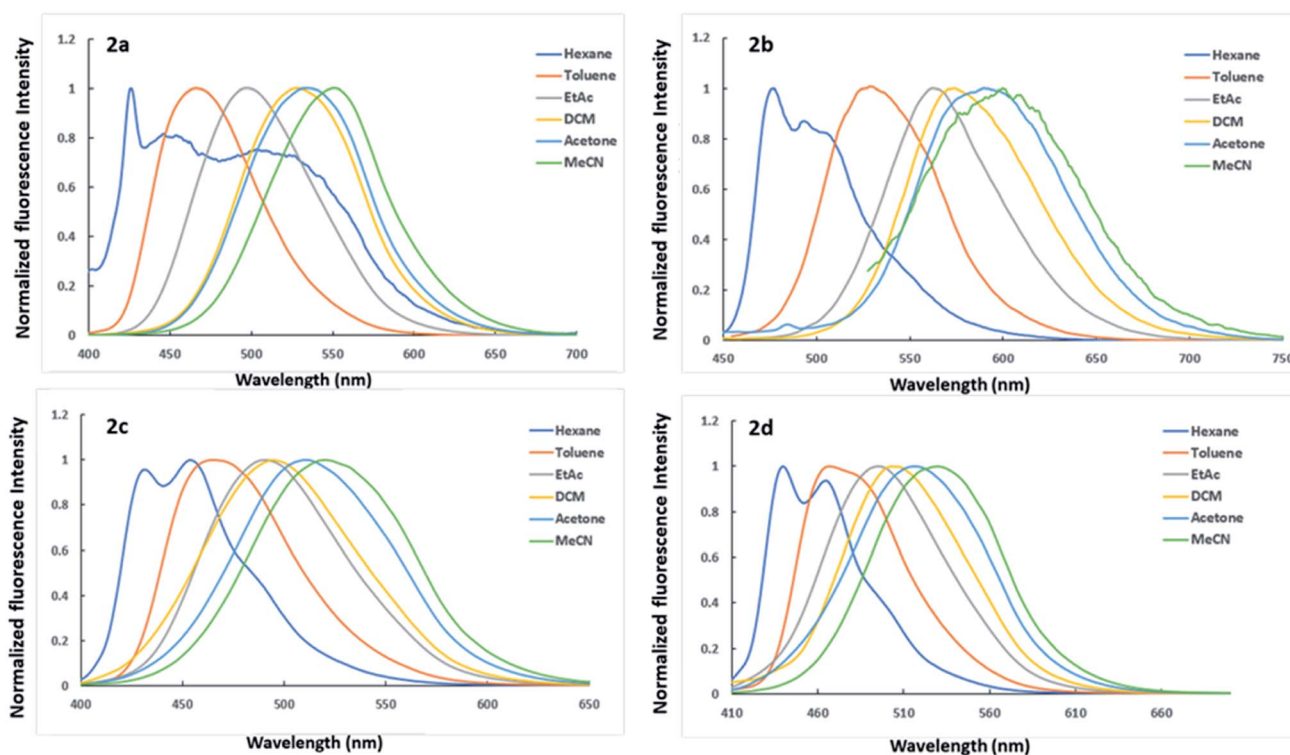 2a
Normalized fluorescence Intensity
1.2
1
0.8
0.6
0.4
0.2
0
400 450 500 550 600 650 700
Wavelength (nm)
Hexane
Toluene
EtAc
DCM
Acetone
MeCN
2b
Normalized fluorescence Intensity
1.2
1
0.8
0.6
0.4
0.2
0
450 500 550 600 650 700 750
Wavelength (nm)
Hexane
Toluene
EtAc
DCM
Acetone
MeCN
2c
Normalized fluorescence Intensity
1.2
1
0.8
0.6
0.4
0.2
0
400 450 500 550 600 650
Wavelength (nm)
Hexane
Toluene
EtAc
DCM
Acetone
MeCN
2d
Normalized fluorescence Intensity
1.2
1
0.8
0.6
0.4
0.2
0
410 460 510 560 610 660
Wavelength (nm)
Hexane
Toluene
EtAc
DCM
Acetone
MeCN